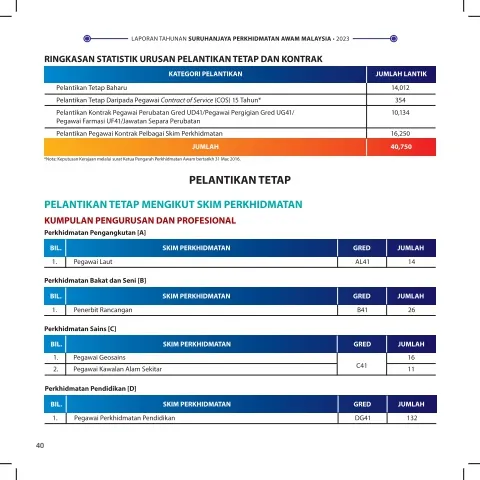 LAPORAN TAHUNAN SURUHANJAYA PERKHIDMATAN AWAM MALAYSIA • 2023
RINGKASAN STATISTIK URUSAN PELANTIKAN TETAP DAN KONTRAK
KATEGORI PELANTIKAN JUMLAH LANTIK
Pelantikan Tetap Baharu 14,012
Pelantikan Tetap Daripada Pegawai Contract of Service (COS) 15 Tahun* 354
Pelantikan Kontrak Pegawai Perubatan Gred UD41/Pegawai Pergigian Gred UG41/ 10,134
Pegawai Farmasi UF41/Jawatan Separa Perubatan
Pelantikan Pegawai Kontrak Pelbagai Skim Perkhidmatan 16,250
JUMLAH 40,750
*Nota: Keputusan Kerajaan melalui surat Ketua Pengarah Perkhidmatan Awam bertarikh 31 Mac 2016.
PELANTIKAN TETAP
PELANTIKAN TETAP MENGIKUT SKIM PERKHIDMATAN
KUMPULAN PENGURUSAN DAN PROFESIONAL
Perkhidmatan Pengangkutan [A]
BIL. SKIM PERKHIDMATAN GRED JUMLAH
1. Pegawai Laut AL41 14
Perkhidmatan Bakat dan Seni [B]
BIL. SKIM PERKHIDMATAN GRED JUMLAH
1. Penerbit Rancangan B41 26
Perkhidmatan Sains [C]
BIL. SKIM PERKHIDMATAN GRED JUMLAH
1. Pegawai Geosains C41 16
2. Pegawai Kawalan Alam Sekitar 11
Perkhidmatan Pendidikan [D]
BIL. SKIM PERKHIDMATAN GRED JUMLAH
1. Pegawai Perkhidmatan Pendidikan DG41 132
40